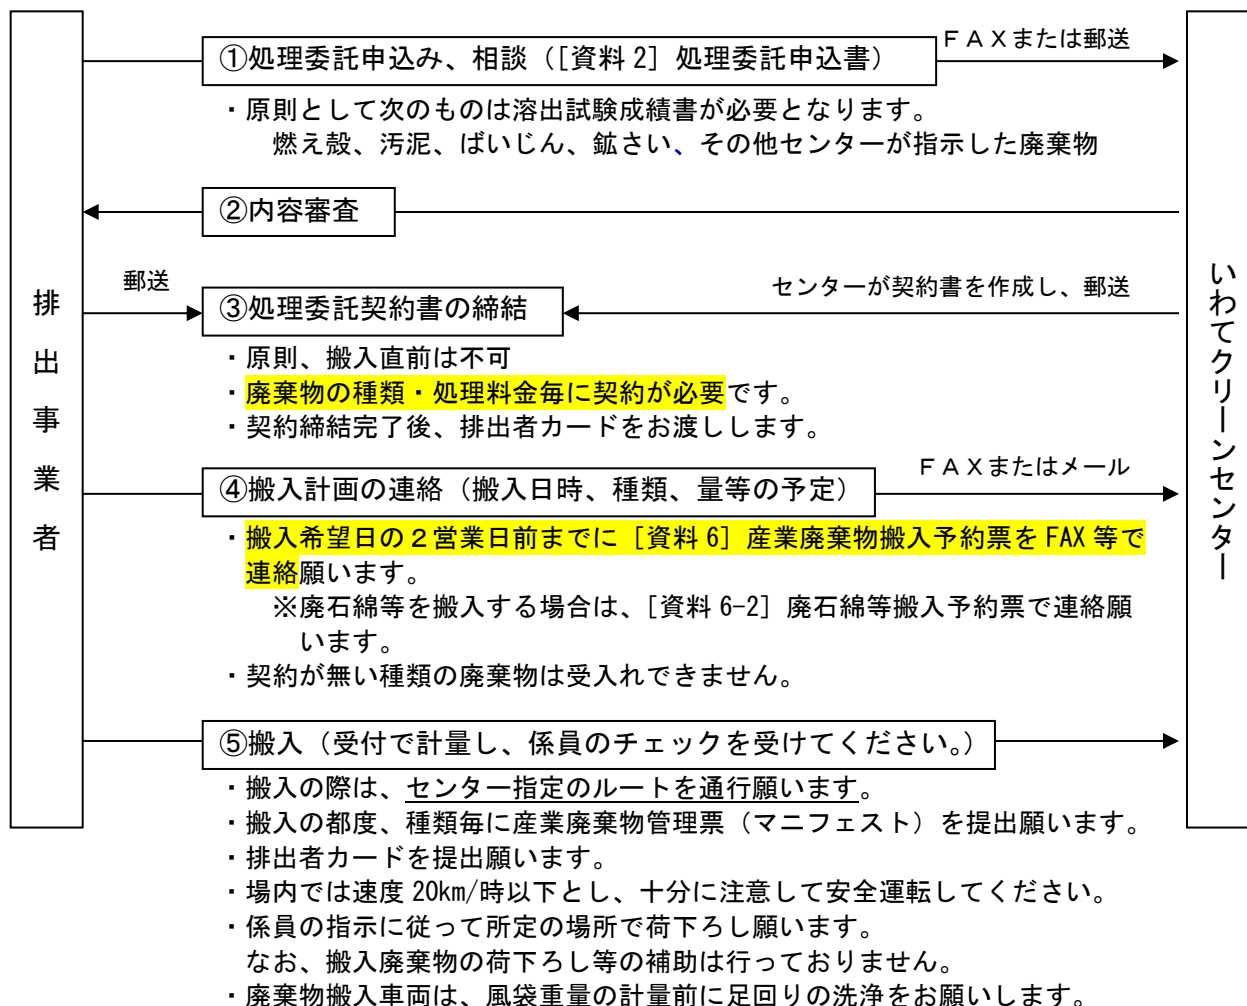 ＦＡＸまたは郵送
①処理委託申込み、相談（[資料 2] 処理委託申込書）
・原則として次のものは溶出試験成績書が必要となります。
燃え殻、汚泥、ばいじん、鉱さい、その他センターが指示した廃棄物
②内容審査
郵送
センターが契約書を作成し、郵送
③処理委託契約書の締結
排出事業者
いわてクリーンセンター
・原則、搬入直前は不可
・廃棄物の種類・処理料金毎に契約が必要です。
・契約締結完了後、排出者カードをお渡しします。
ＦＡＸまたはメール
④搬入計画の連絡（搬入日時、種類、量等の予定）
・搬入希望日の２営業日前までに［資料 6］産業廃棄物搬入予約票を FAX 等で
連絡願います。
※廃石綿等を搬入する場合は、［資料 6-2］廃石綿等搬入予約票で連絡願
います。
・契約が無い種類の廃棄物は受入れできません。
⑤搬入（受付で計量し、係員のチェックを受けてください。）
・搬入の際は、センター指定のルートを通行願います。
・搬入の都度、種類毎に産業廃棄物管理票（マニフェスト）を提出願います。
・排出者カードを提出願います。
・場内では速度 20km/時以下とし、十分に注意して安全運転してください。
・係員の指示に従って所定の場所で荷下ろし願います。
なお、搬入廃棄物の荷下ろし等の補助は行っておりません。
・廃棄物搬入車両は、風袋重量の計量前に足回りの洗浄をお願いします。